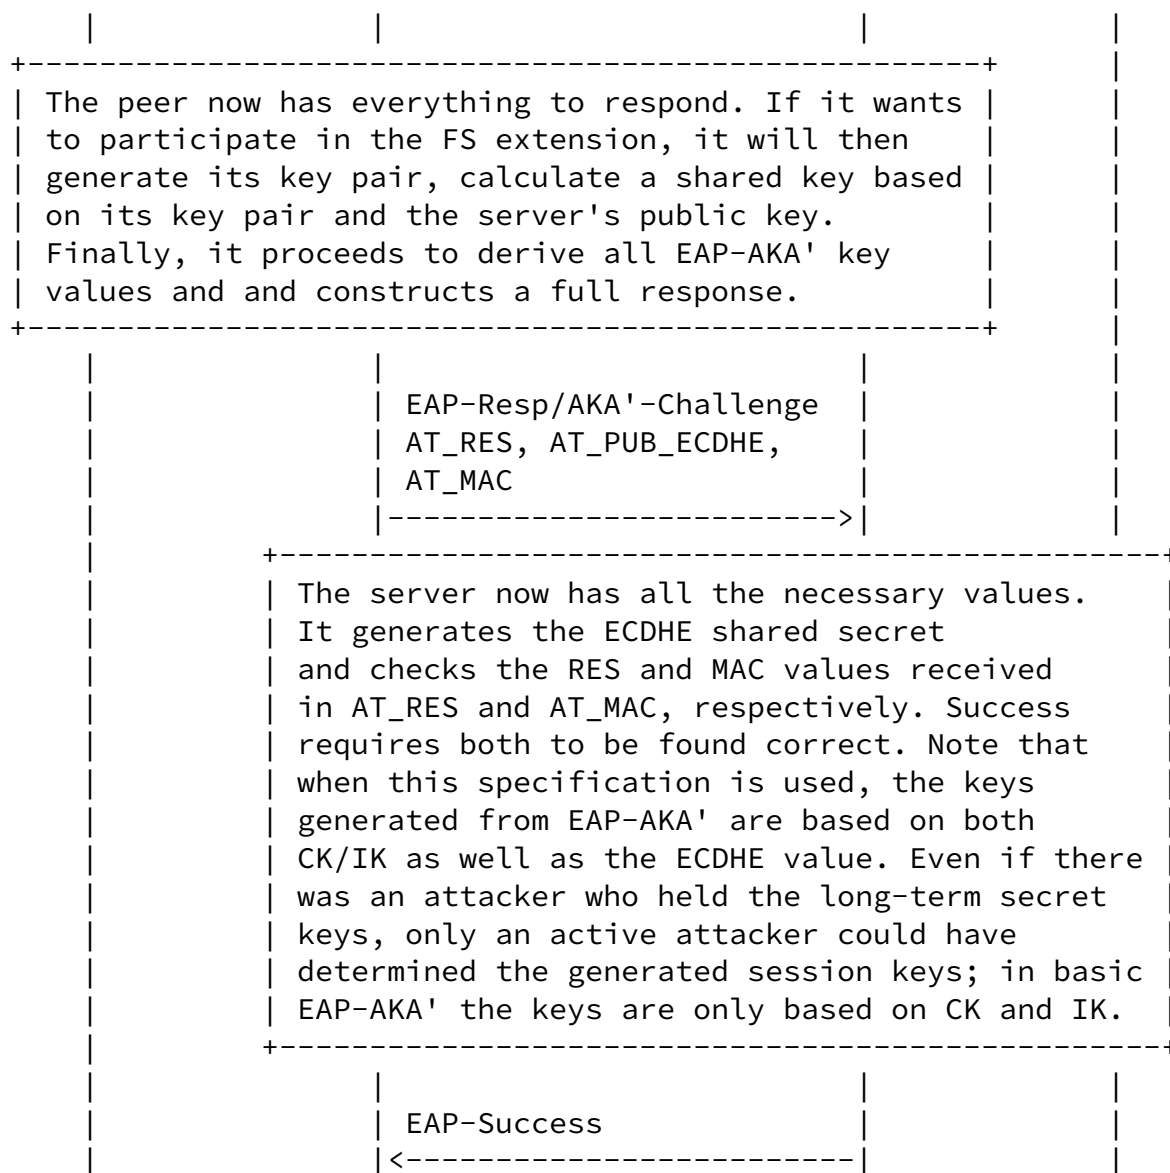 The peer now has everything to respond. If it wants
to participate in the FS extension, it will then
generate its key pair, calculate a shared key based
on its key pair and the server's public key.
Finally, it proceeds to derive all EAP-AKA' key
values and and constructs a full response.
EAP-Resp/AKA'-Challenge
AT_RES, AT_PUB_ECDHE,
AT_MAC
The server now has all the necessary values.
It generates the ECDHE shared secret
and checks the RES and MAC values received
in AT_RES and AT_MAC, respectively. Success
requires both to be found correct. Note that
when this specification is used, the keys
generated from EAP-AKA' are based on both
CK/IK as well as the ECDHE value. Even if there
was an attacker who held the long-term secret
keys, only an active attacker could have
determined the generated session keys; in basic
EAP-AKA' the keys are only based on CK and IK.
EAP-Success